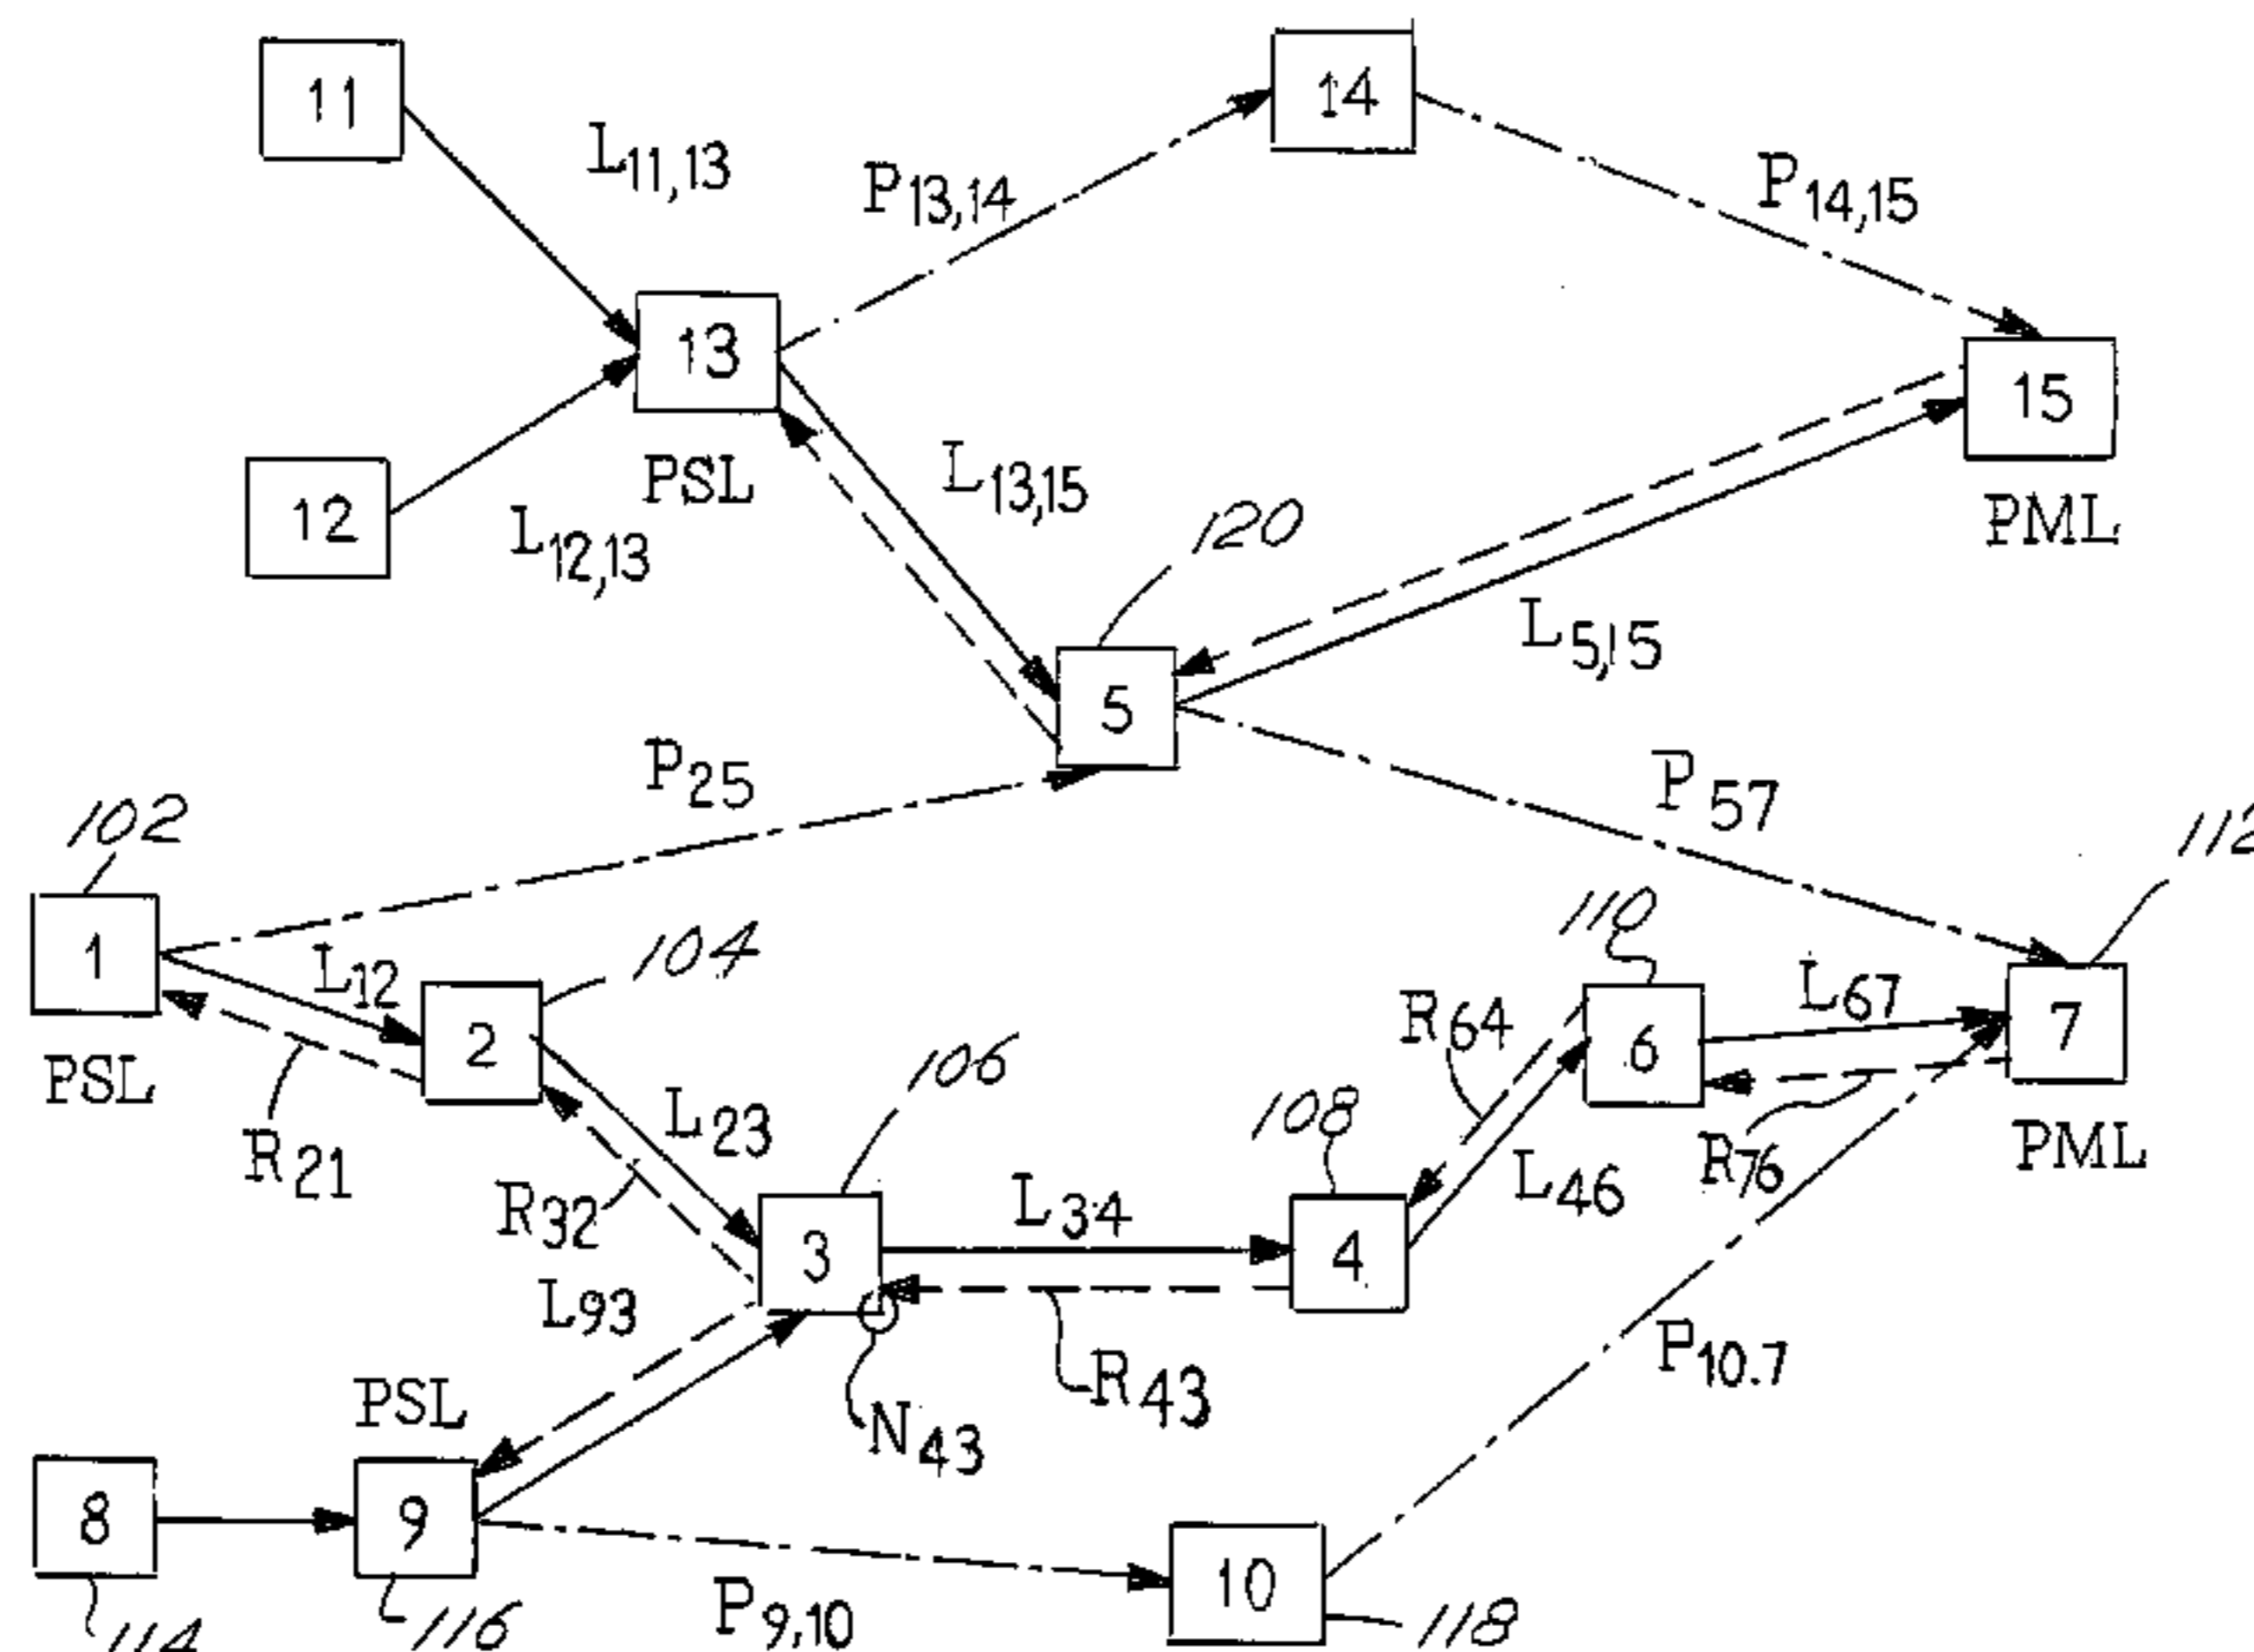 11
14
L11,13
P13,14
P14,15
13
15
12
L12,13
PSL
L13,15
120
PML
L5,15
5
P25
P57
102
112
1
L12
104
110
2
R64
6
L67
7
PSL
R21
L23
106
108
L46
R76
PML
R32
3
L34
4
L93
P10.7
PSL
N43
R43
8
9
10
114
116
P9,10
118